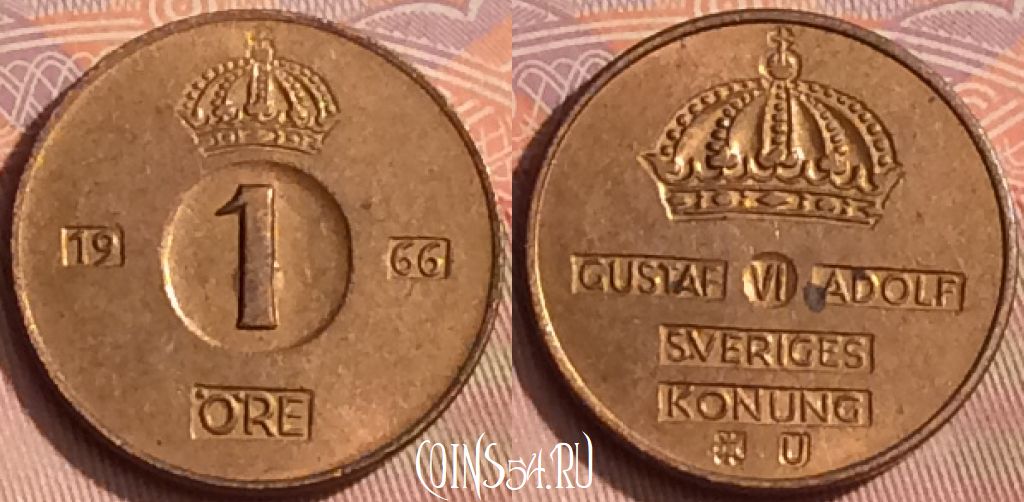 1
19 66
ÖRE
GUSTAF VI ADOLF
SVERIGES
KONUNG
U
COINS54.RU